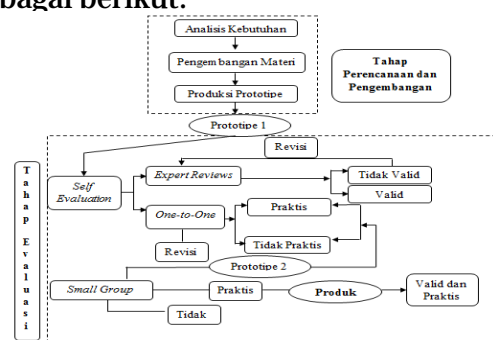 bagai berikut:
Analisis Kebutuhan
Pengembangan Materi
Produksi Prototipe
Tahap
Perencanaan dan
Pengembangan
Prototipe 1
Revisi
Tahap Evaluasi
Self
Evaluation
Expert Reviews
Tidak Valid
Valid
One-to-One
Praktis
Tidak Praktis
Revisi
Prototipe 2
Small Group
Praktis
Produk
Valid dan
Praktis
Tidak